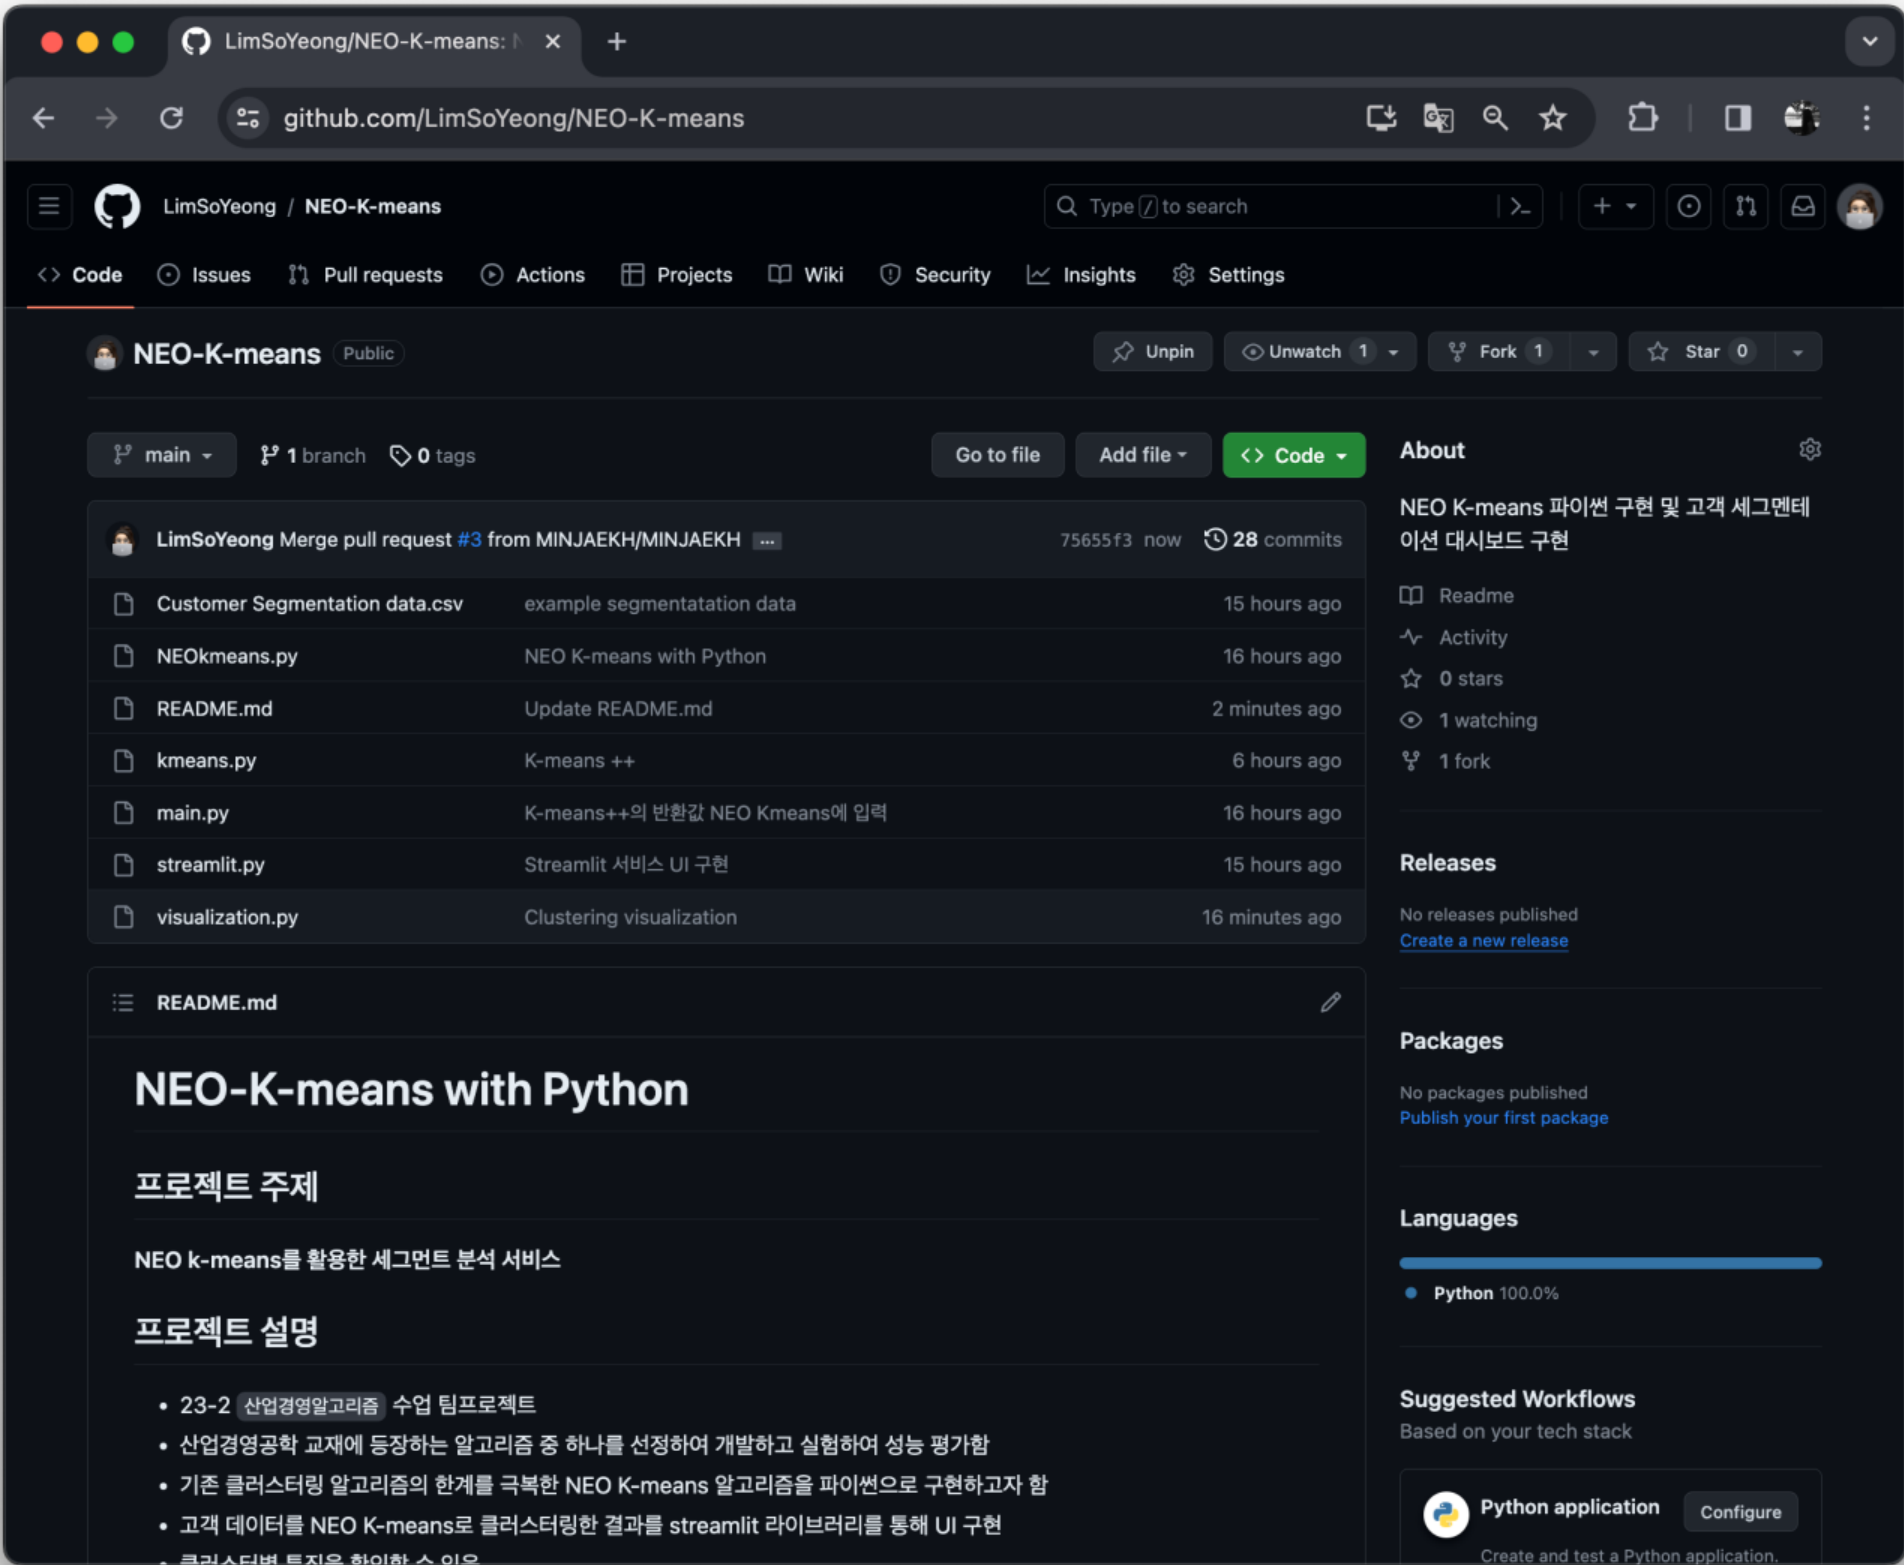 LimSoYeong/NEO-K-means:
github.com/LimSoYeong/NEO-K-means
LimSoYeong / NEO-K-means
Type / to search
Code Issues Pull requests Actions Projects Wiki Security Insights Settings
NEO-K-means Public
Unpin Unwatch 1 Fork 1 Star 0
main 1 branch 0 tags
Go to file Add file Code
LimSoYeong Merge pull request #3 from MINJAEKH/MINJAEKH ... 75655f3 now 28 commits
Customer Segmentation data.csv example segmentatation data 15 hours ago
NEOkmeans.py NEO K-means with Python 16 hours ago
README.md Update README.md 2 minutes ago
kmeans.py K-means ++ 6 hours ago
main.py K-means++의 반환값 NEO Kmeans에 입력 16 hours ago
streamlit.py Streamlit 서비스 UI 구현 15 hours ago
visualization.py Clustering visualization 16 minutes ago
README.md
NEO-K-means with Python
프로젝트 주제
NEO k-means를 활용한 세그먼트 분석 서비스
프로젝트 설명
• 23-2 산업경영알고리즘 수업 팀프로젝트
• 산업경영공학 교재에 등장하는 알고리즘 중 하나를 선정하여 개발하고 실험하여 성능 평가함
• 기존 클러스터링 알고리즘의 한계를 극복한 NEO K-means 알고리즘을 파이썬으로 구현하고자 함
• 고객 데이터를 NEO K-means로 클러스터링한 결과를 streamlit 라이브러리를 통해 UI 구현
• 클러스터별 특징을 확인할 수 있음
About
NEO K-means 파이썬 구현 및 고객 세그멘테
이션 대시보드 구현
Readme
Activity
0 stars
1 watching
1 fork
Releases
No releases published
Create a new release
Packages
No packages published
Publish your first package
Languages
Python 100.0%
Suggested Workflows
Based on your tech stack
Python application Configure
Create and test a Python application.